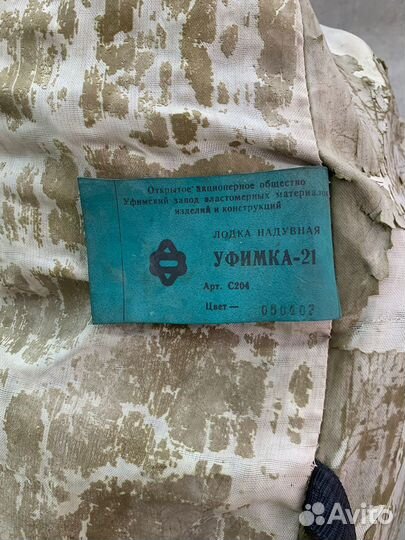 Открытое акционерное общество
Уфимский завод эластомерных материалов
изделий и конструкций
ЛОДКА НАДУВНАЯ
УФИМКА-21
Арт. С204
Цвет —
Avito